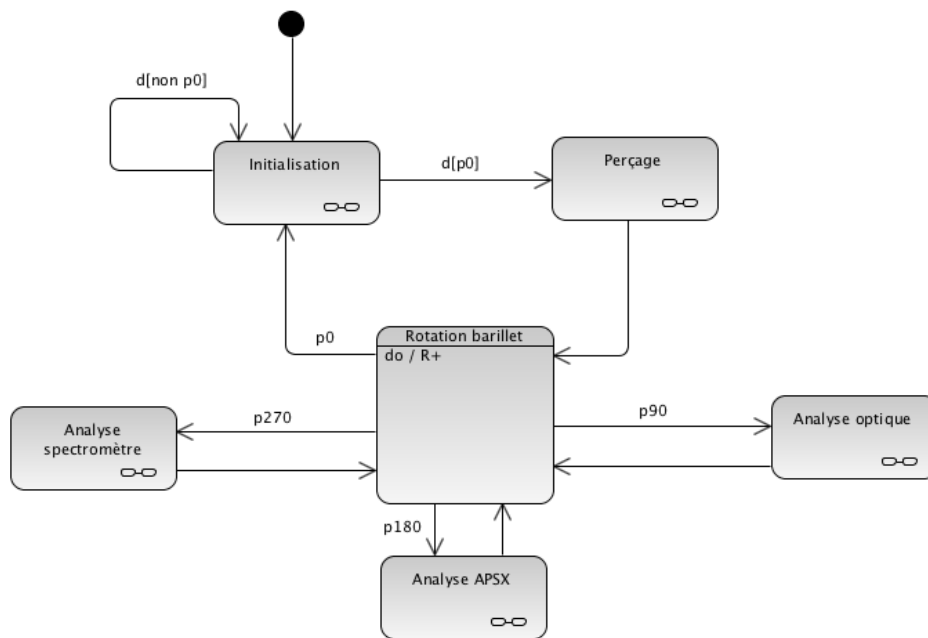 d[non p0]
Initialisation
d[p0]
Perçage
p0
Rotation barillet
do / R+
p270
Analyse
spectromètre
p90
Analyse optique
p180
Analyse APSX